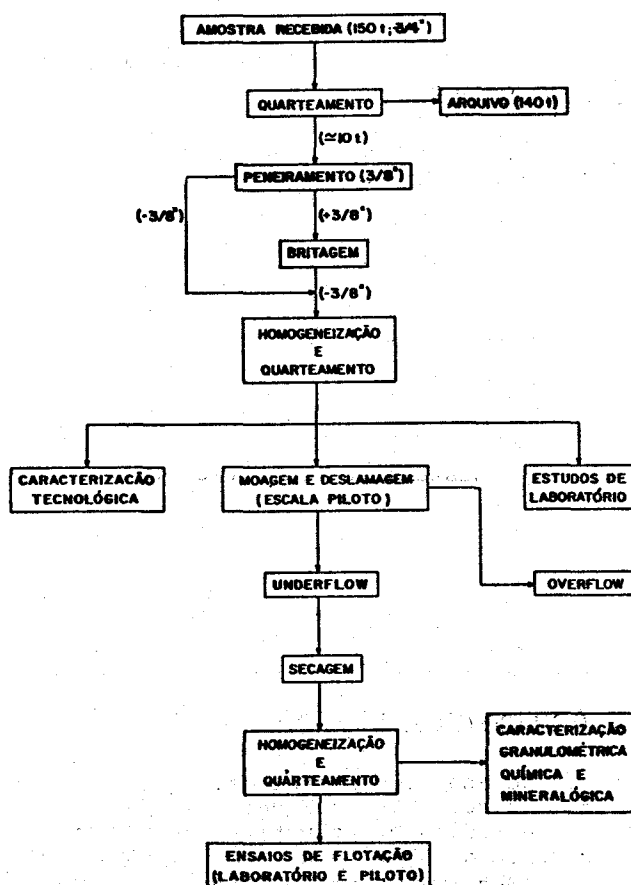 AMOSTRA RECEBIDA (150 t; -3/4")
QUARTEAMENTO
ARQUIVO (140 t)
(≃10 t)
PENEIRAMENTO (3/8")
(-3/8")
(+3/8")
BRITAGEM
(-3/8")
HOMOGENEIZAÇÃO
E
QUARTEAMENTO
CARACTERIZACÃO
TECNOLÓGICA
MOAGEM E DESLAMAGEM
(ESCALA PILOTO)
ESTUDOS DE
LABORATÓRIO
UNDERFLOW
OVERFLOW
SECAGEM
HOMOGENEIZAÇÃO
E
QUARTEAMENTO
CARACTERIZAÇÃO
GRANULOMÉTRICA
QUÍMICA E
MINERALÓGICA
ENSAIOS DE FLOTAÇÃO
(LABORATÓRIO E PILOTO)